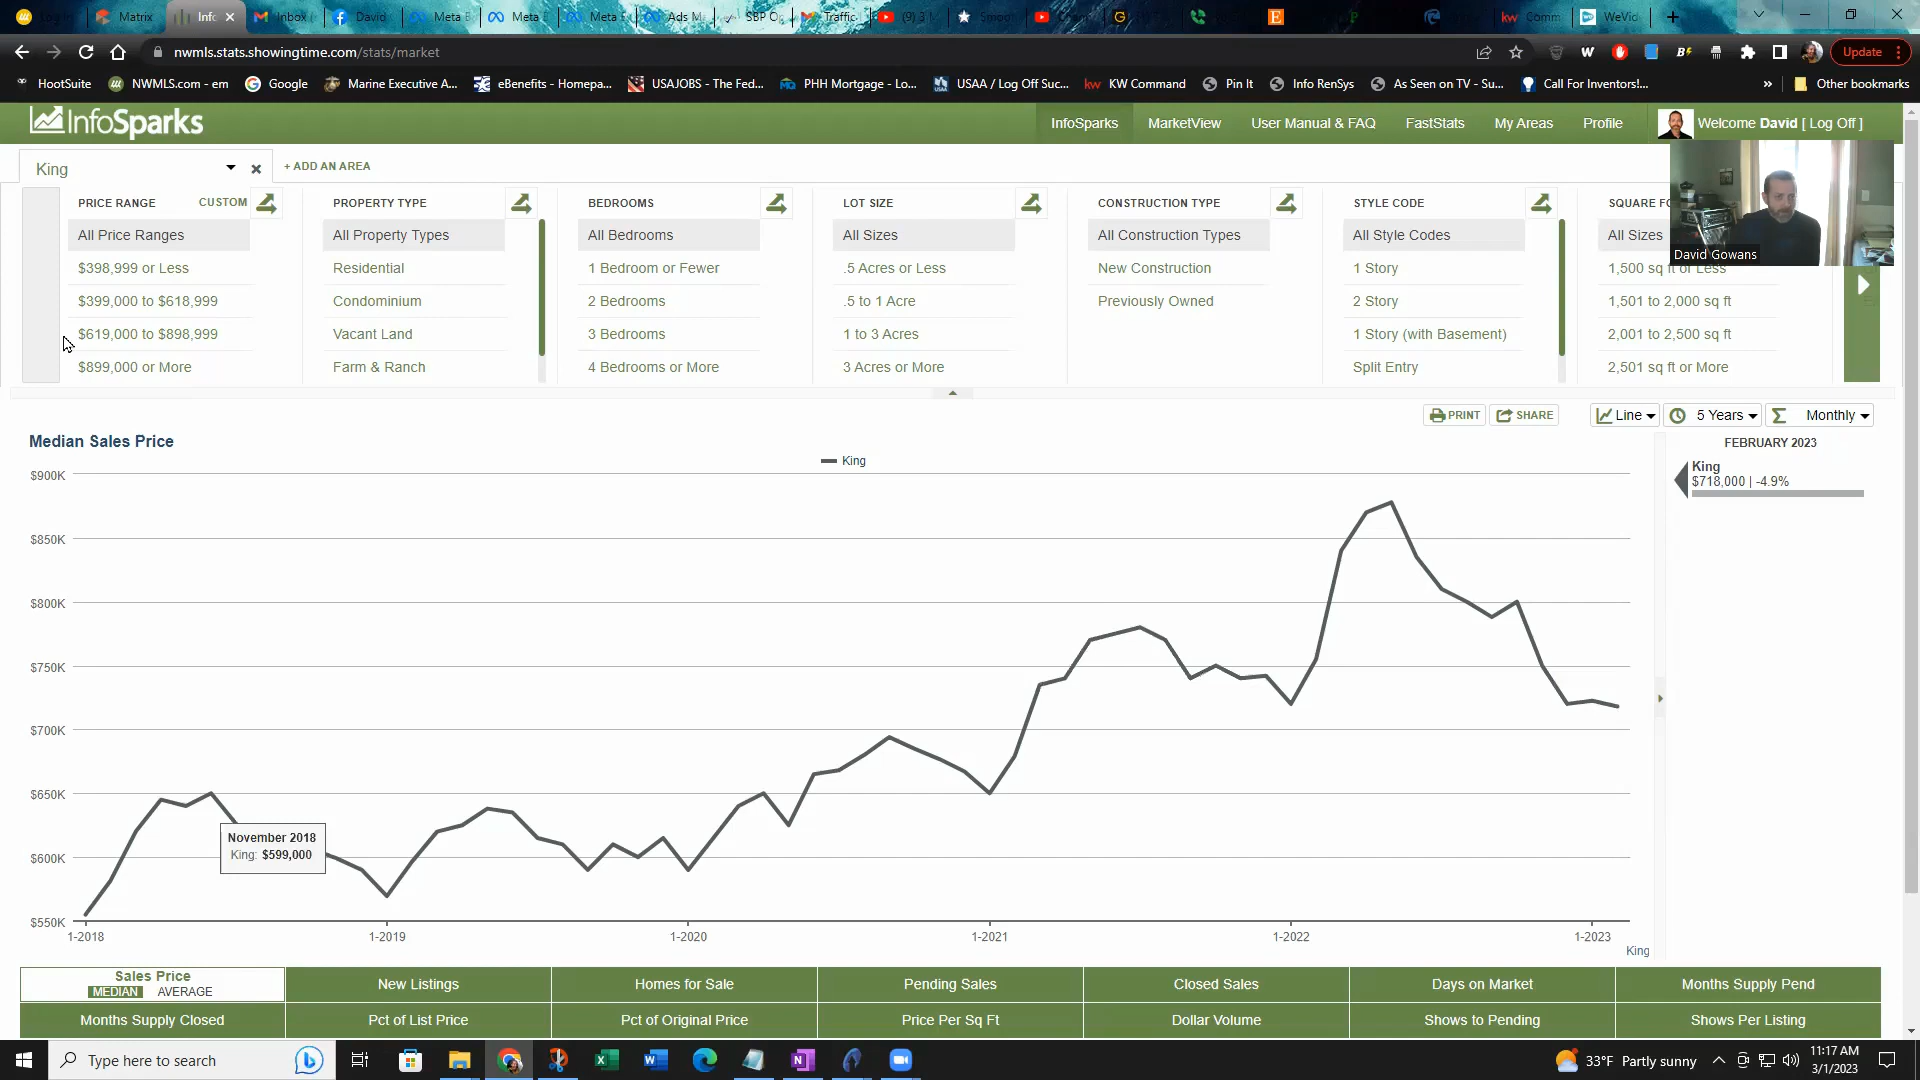 Matrix
Info
Inbox (
David
Meta B
Meta E
Meta F
Ads Ma
SBP Op
Traffic
Smoot
Comm
WeVid
nwmls.stats.showingtime.com/stats/market
Update
HootSuite
NWMLS.com - em
Google
Marine Executive A...
eBenefits - Homepa...
USAJOBS - The Fed...
PHH Mortgage - Lo...
USAA / Log Off Suc...
kw KW Command
Pin It
Info RenSys
As Seen on TV - Su...
Call For Inventors!...
»
Other bookmarks
InfoSparks
InfoSparks
MarketView
User Manual & FAQ
FastStats
My Areas
Profile
Welcome David [ Log Off ]
King
+ ADD AN AREA
PRICE RANGE CUSTOM
All Price Ranges
$398,999 or Less
$399,000 to $618,999
$619,000 to $898,999
$899,000 or More
PROPERTY TYPE
All Property Types
Residential
Condominium
Vacant Land
Farm & Ranch
BEDROOMS
All Bedrooms
1 Bedroom or Fewer
2 Bedrooms
3 Bedrooms
4 Bedrooms or More
LOT SIZE
All Sizes
.5 Acres or Less
.5 to 1 Acre
1 to 3 Acres
3 Acres or More
CONSTRUCTION TYPE
All Construction Types
New Construction
Previously Owned
STYLE CODE
All Style Codes
1 Story
2 Story
1 Story (with Basement)
Split Entry
SQUARE FO
All Sizes
1,500 sq ft or Less
1,501 to 2,000 sq ft
2,001 to 2,500 sq ft
2,501 sq ft or More
David Gowans
PRINT
SHARE
Line
5 Years
Monthly
Median Sales Price
King
FEBRUARY 2023
King
$718,000 | -4.9%
$900K
$850K
$800K
$750K
$700K
$650K
$600K
$550K
November 2018
King: $599,000
1-2018
1-2019
1-2020
1-2021
1-2022
1-2023
King
Sales Price
MEDIAN AVERAGE
New Listings
Homes for Sale
Pending Sales
Closed Sales
Days on Market
Months Supply Pend
Months Supply Closed
Pct of List Price
Pct of Original Price
Price Per Sq Ft
Dollar Volume
Shows to Pending
Shows Per Listing
Type here to search
33°F Partly sunny
11:17 AM
3/1/2023